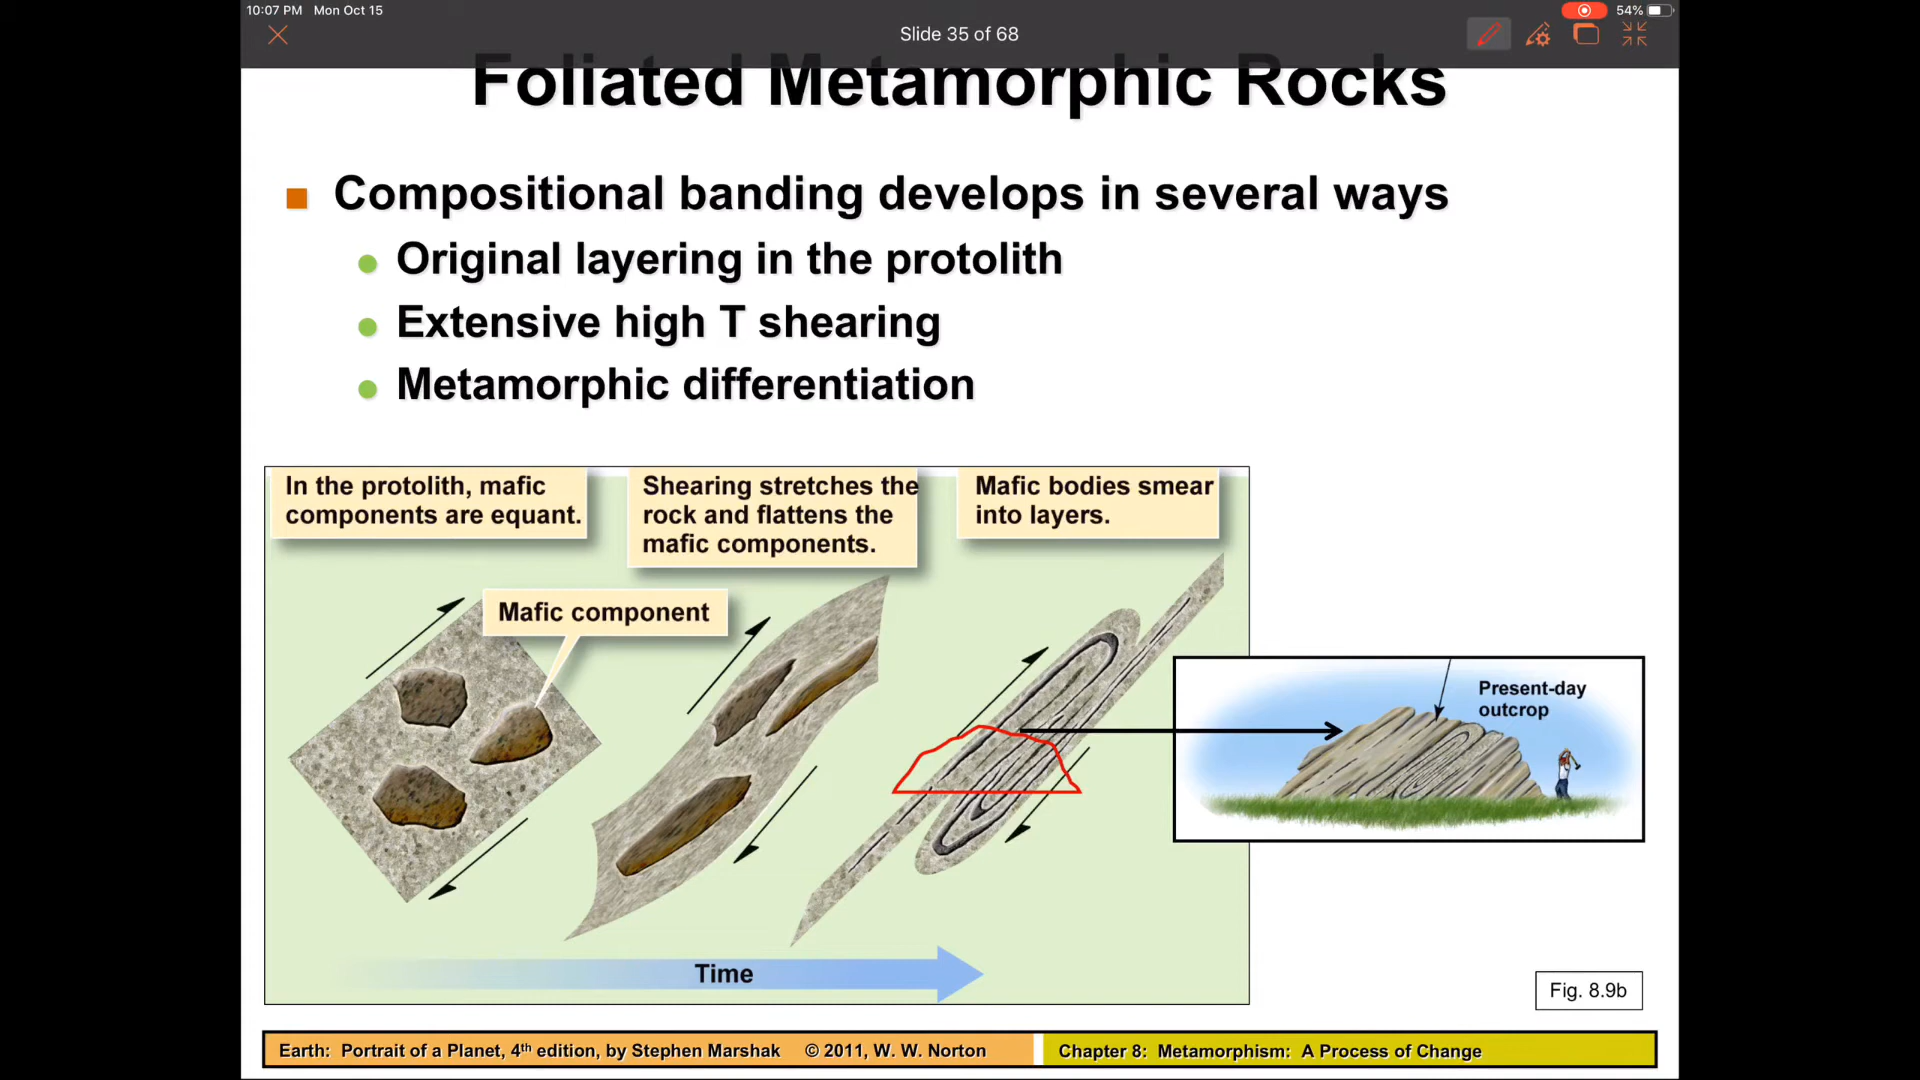 10:07 PM Mon Oct 15
54%
Slide 35 of 68
Foliated Metamorphic Rocks
Compositional banding develops in several ways
Original layering in the protolith
Extensive high T shearing
Metamorphic differentiation
In the protolith, mafic
components are equant.
Shearing stretches the
rock and flattens the
mafic components.
Mafic bodies smear
into layers.
Mafic component
Present-day
outcrop
Time
Fig. 8.9b
Earth: Portrait of a Planet, 4th edition, by Stephen Marshak © 2011, W. W. Norton
Chapter 8: Metamorphism: A Process of Change